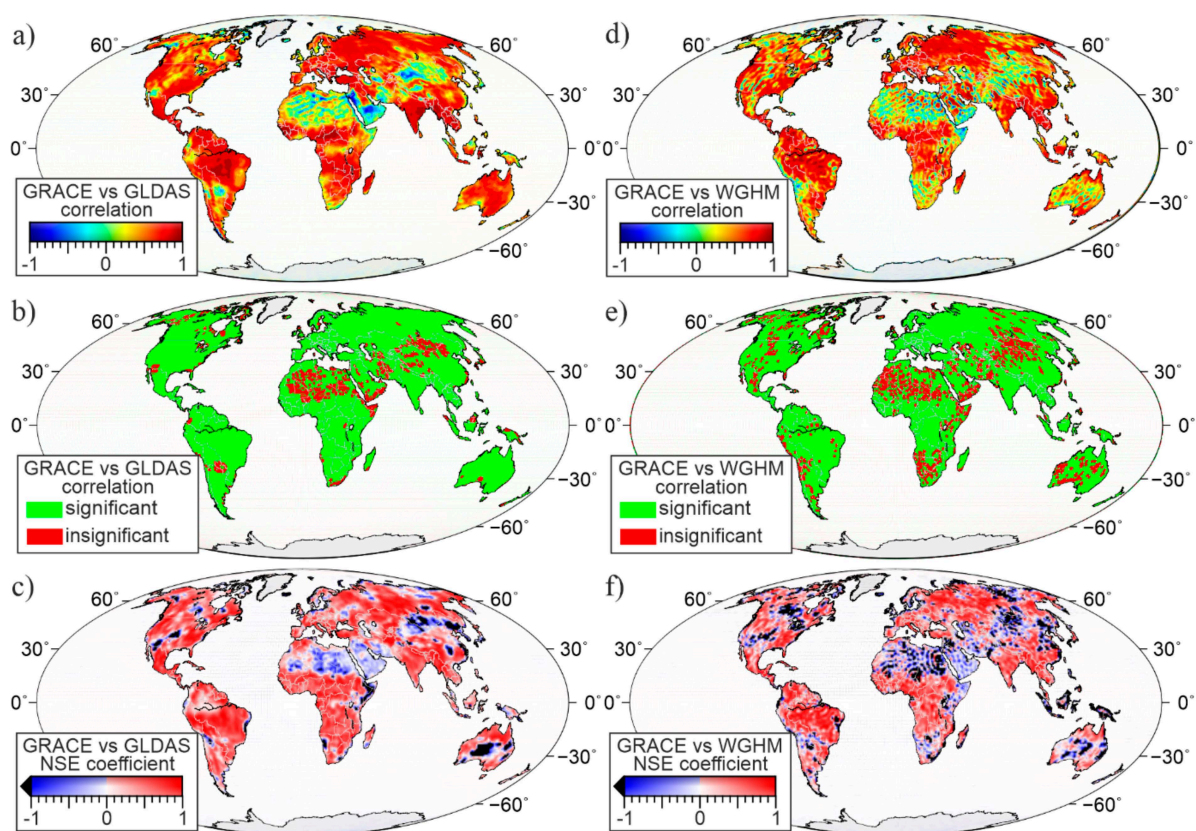 a)
60°
60°
30°
30°
0°
0°
GRACE vs GLDAS
correlation
-1 0 1
−30°
−60°
d)
60°
60°
30°
30°
0°
0°
GRACE vs WGHM
correlation
-1 0 1
−30°
−60°
b)
60°
60°
30°
30°
0°
0°
GRACE vs GLDAS
correlation
significant
insignificant
−30°
−60°
e)
60°
60°
30°
30°
0°
0°
GRACE vs WGHM
correlation
significant
insignificant
−30°
−60°
c)
60°
60°
30°
30°
0°
0°
GRACE vs GLDAS
NSE coefficient
-1 0 1
−30°
−60°
f)
60°
60°
30°
30°
0°
0°
GRACE vs WGHM
NSE coefficient
-1 0 1
−30°
−60°